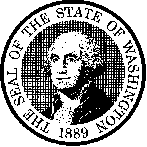 THE SEAL OF THE STATE OF WASHINGTON
1889